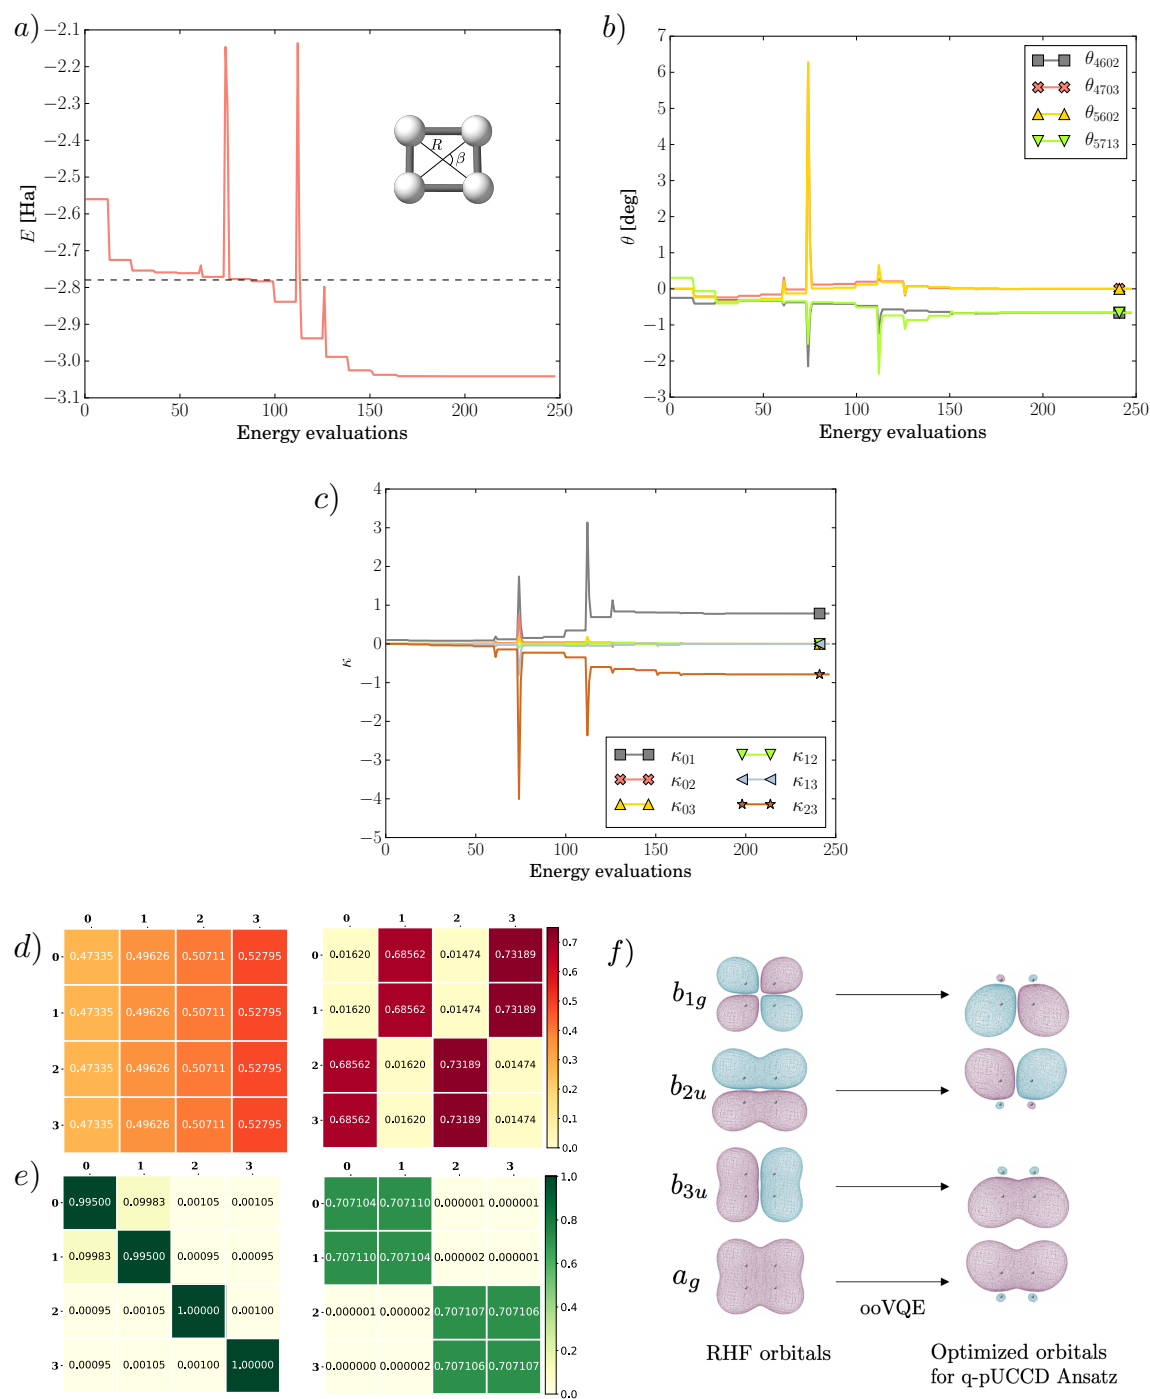 a)
−2.1
−2.2
−2.3
−2.4
−2.5
−2.6
−2.7
−2.8
−2.9
−3.0
−3.1
E [Ha]
R
β
0 50 100 150 200 250
Energy evaluations
b)
7
6
5
4
3
2
1
0
−1
−2
−3
θ [deg]
θ4602
θ4703
θ5602
θ5713
0 50 100 150 200 250
Energy evaluations
c)
4
3
2
1
0
−1
−2
−3
−4
−5
κ
κ01 κ12
κ02 κ13
κ03 κ23
0 50 100 150 200 250
Energy evaluations
d)
0 1 2 3
0 0.47335 0.49626 0.50711 0.52795
1 0.47335 0.49626 0.50711 0.52795
2 0.47335 0.49626 0.50711 0.52795
3 0.47335 0.49626 0.50711 0.52795
0 1 2 3
0 0.01620 0.68562 0.01474 0.73189
1 0.01620 0.68562 0.01474 0.73189
2 0.68562 0.01620 0.73189 0.01474
3 0.68562 0.01620 0.73189 0.01474
0.7
0.6
0.5
0.4
0.3
0.2
0.1
0.0
e)
0 1 2 3
0 0.99500 0.09983 0.00105 0.00105
1 0.09983 0.99500 0.00095 0.00095
2 0.00095 0.00105 1.00000 0.00100
3 0.00095 0.00105 0.00100 1.00000
0 1 2 3
0 0.707104 0.707110 0.000001 0.000001
1 0.707110 0.707104 0.000002 0.000001
2 0.000001 0.000002 0.707107 0.707106
3 0.000000 0.000002 0.707106 0.707107
1.0
0.8
0.6
0.4
0.2
0.0
f)
b1g
b2u
b3u
ag
ooVQE
RHF orbitals
Optimized orbitals
for q-pUCCD Ansatz